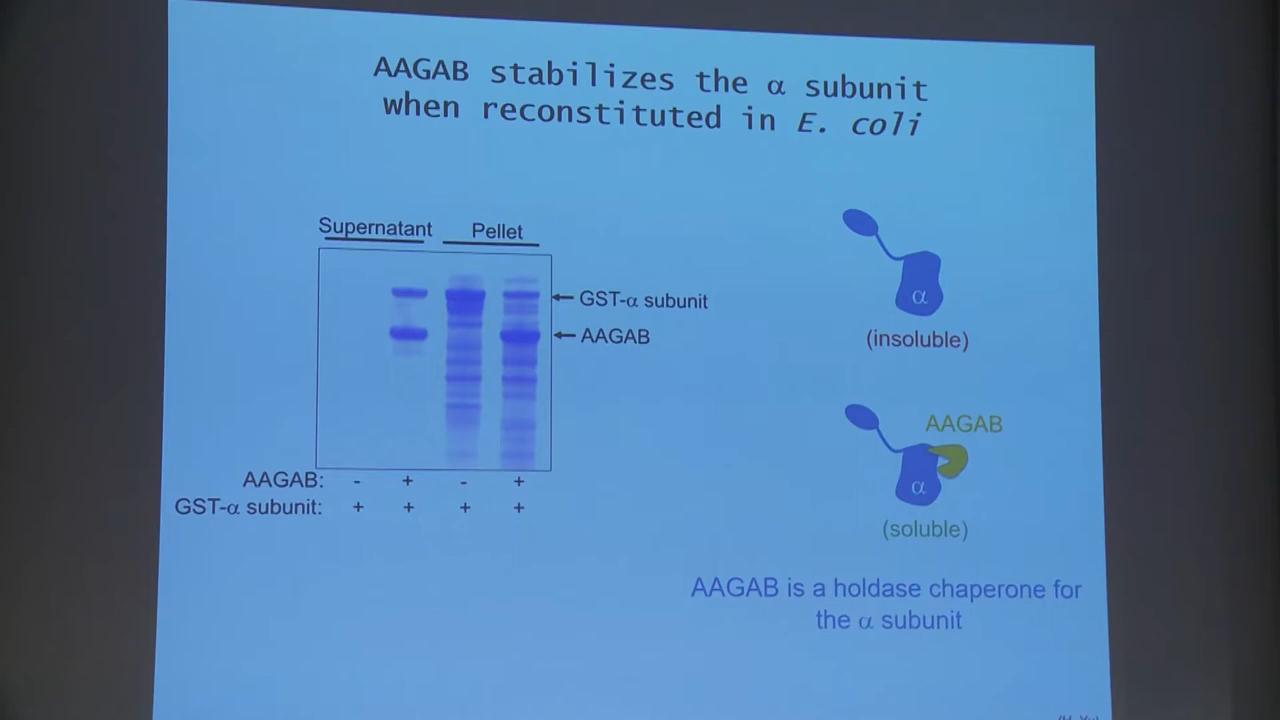 AAGAB stabilizes the α subunit
when reconstituted in E. coli
Supernatant Pellet
GST-α subunit
AAGAB
AAGAB: - + - +
GST-α subunit: + + + +
α
(insoluble)
AAGAB
α
(soluble)
AAGAB is a holdase chaperone for
the α subunit